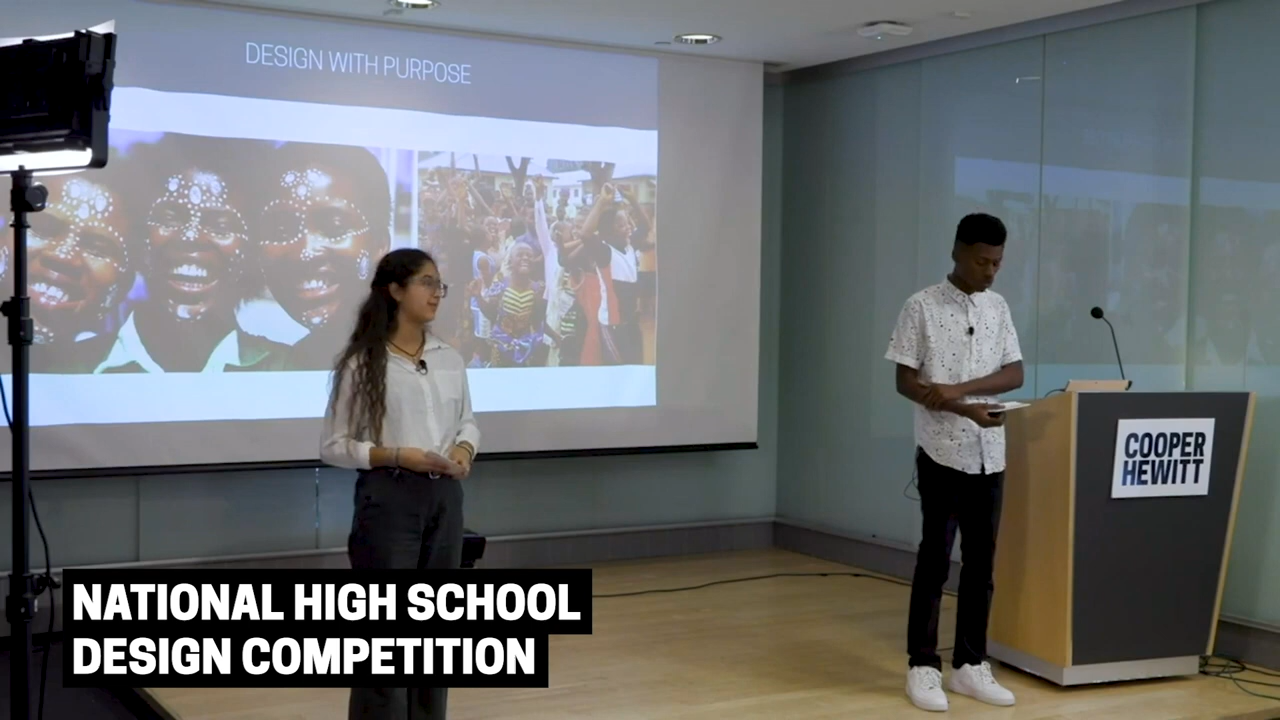 DESIGN WITH PURPOSE
COOPER
HEWITT
NATIONAL HIGH SCHOOL
DESIGN COMPETITION